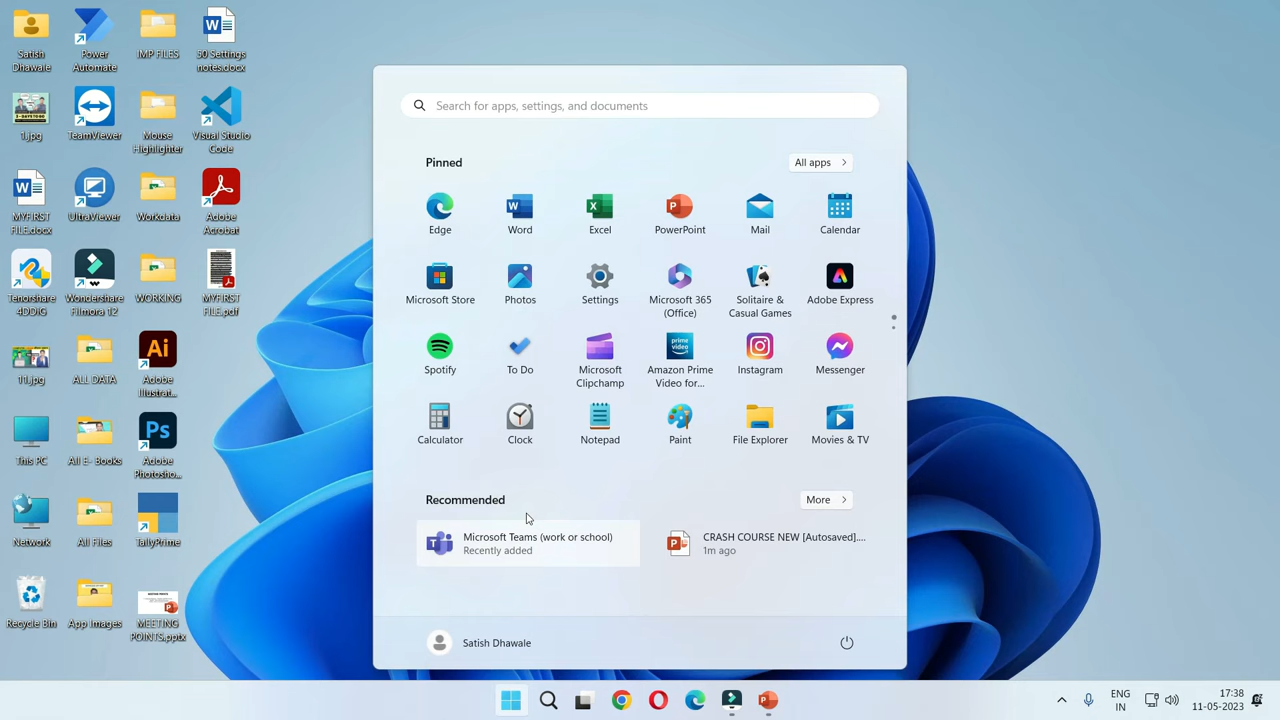 Satish
Dhawale
Power
Automate
IMP FILES
50 Settings
notes.docx
1.jpg
TeamViewer
Mouse
Highlighter
Visual Studio
Code
MYFIRST
FILE.docx
UltraViewer
Workdata
Adobe
Acrobat
Tenorshare
4DDIG
Wondershare
Filmora 12
WORKING
MYFIRST
FILE.pdf
11.jpg
ALL DATA
Adobe
Illustrat...
This PC
All E- Books
Adobe
Photosho...
Network
All Files
TallyPrime
Recycle Bin
App Images
MEETING
POINTS.pptx
Search for apps, settings, and documents
Pinned
All apps
Edge
Word
Excel
PowerPoint
Mail
Calendar
Microsoft Store
Photos
Settings
Microsoft 365
(Office)
Solitaire &
Casual Games
Adobe Express
Spotify
To Do
Microsoft
Clipchamp
Amazon Prime
Video for...
Instagram
Messenger
Calculator
Clock
Notepad
Paint
File Explorer
Movies & TV
Recommended
More
Microsoft Teams (work or school)
Recently added
CRASH COURSE NEW [Autosaved]....
1m ago
Satish Dhawale
ENG
IN
17:38
11-05-2023